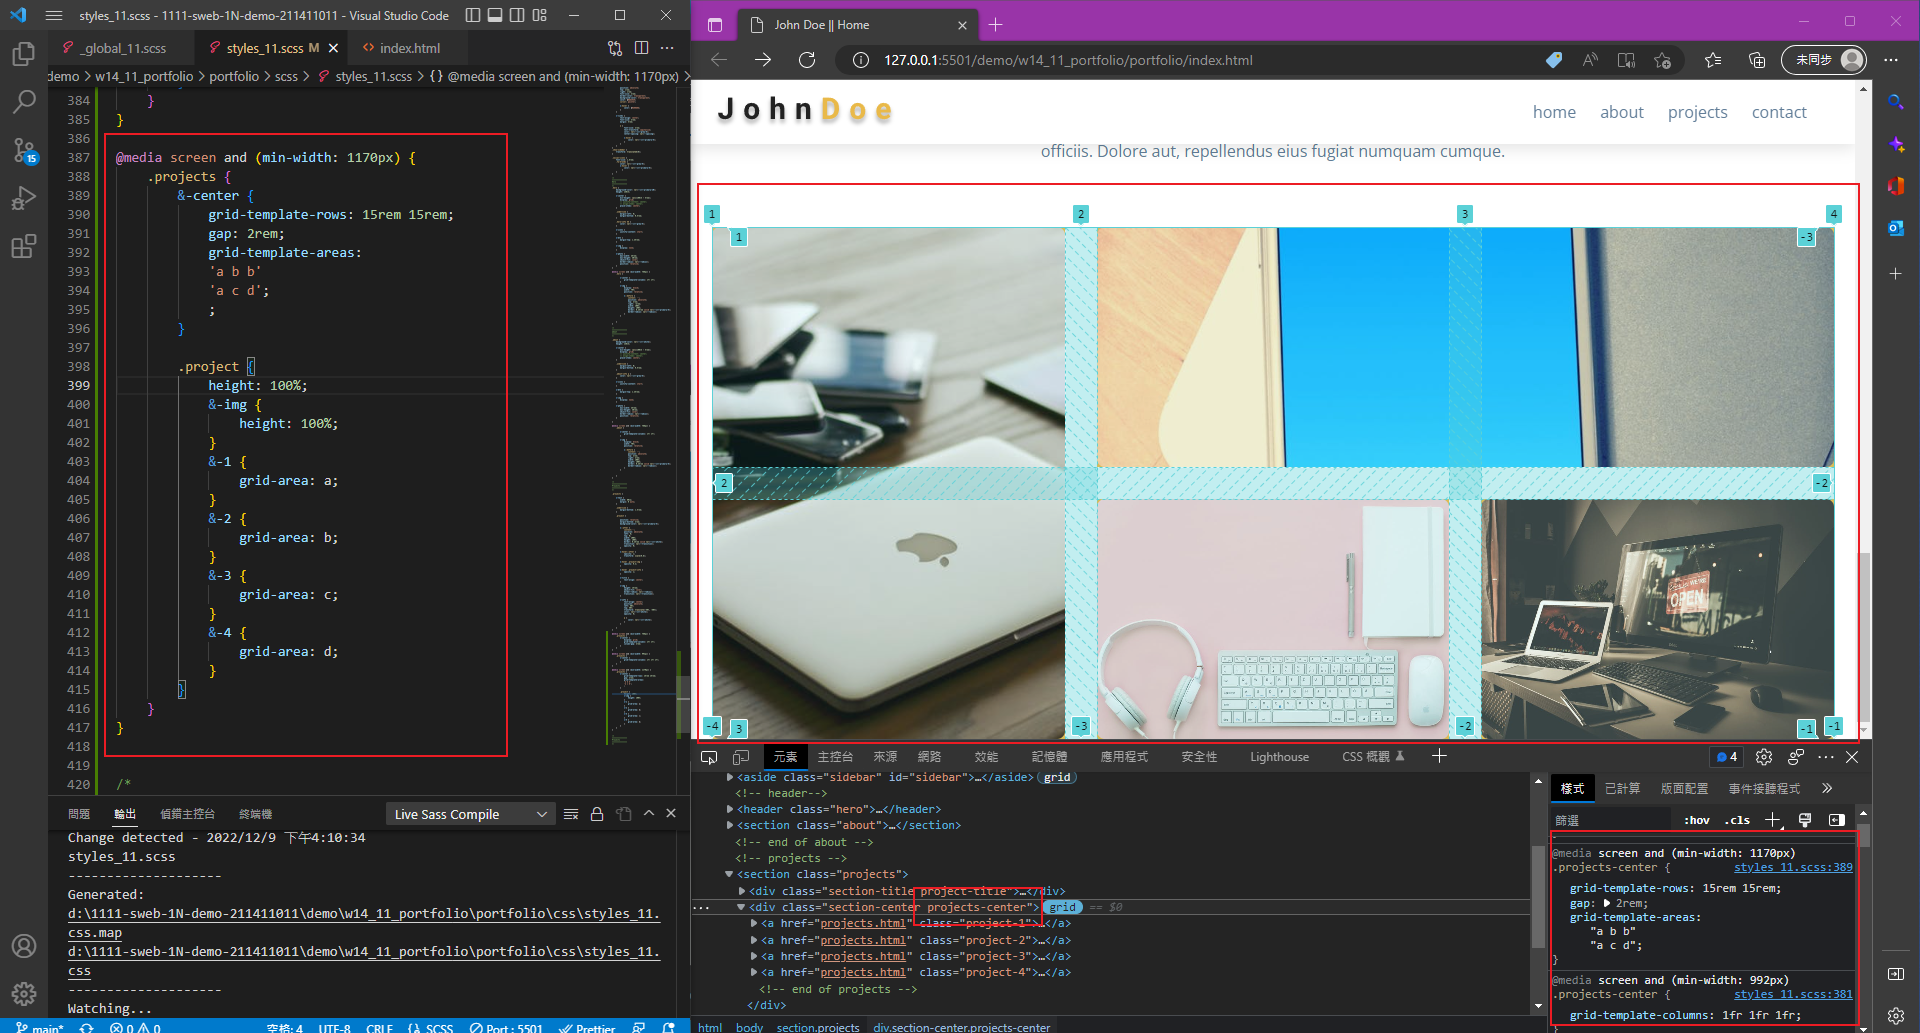 styles_11.scss - 1111-sweb-1N-demo-211411011 - Visual Studio Code
_global_11.scss
styles_11.scss M
index.html
demo > w14_11_portfolio > portfolio > scss > styles_11.scss > {} @media screen and (min-width: 1170px) >
384 }
385 }
386
387 @media screen and (min-width: 1170px) {
388 .projects {
389 &-center {
390 grid-template-rows: 15rem 15rem;
391 gap: 2rem;
392 grid-template-areas:
393 'a b b'
394 'a c d';
395 ;
396 }
397
398 .project {
399 height: 100%;
400 &-img {
401 height: 100%;
402 }
403 &-1 {
404 grid-area: a;
405 }
406 &-2 {
407 grid-area: b;
408 }
409 &-3 {
410 grid-area: c;
411 }
412 &-4 {
413 grid-area: d;
414 }
415 }
416 }
417 }
418
419
420 /*
15
問題
輸出
偵錯主控台
終端機
Live Sass Compile
Change detected - 2022/12/9 下午4:10:34
styles_11.scss
--------------------
Generated:
d:\1111-sweb-1N-demo-211411011\demo\w14_11_portfolio\portfolio\css\styles_11.
css.map
d:\1111-sweb-1N-demo-211411011\demo\w14_11_portfolio\portfolio\css\styles_11.
css
--------------------
Watching...
main*
0 0
空格: 4
UTF-8
CRLF
{} SCSS
Port : 5501
Prettier
John Doe || Home
127.0.0.1:5501/demo/w14_11_portfolio/portfolio/index.html
未同步
JohnDoe
home
about
projects
contact
officiis. Dolore aut, repellendus eius fugiat numquam cumque.
1 2 3 4
1 -3
2 -2
OPEN
-4 3 -3 -2 -1 -1
元素
主控台
來源
網路
效能
記憶體
應用程式
安全性
Lighthouse
CSS 概觀
4
<aside class="sidebar" id="sidebar">…</aside> grid
<!-- header-->
<header class="hero">…</header>
<section class="about">…</section>
<!-- end of about -->
<!-- projects -->
<section class="projects">
<div class="section-title project-title">…</div>
<div class="section-center projects-center"> grid == $0
<a href="projects.html" class="project-1">…</a>
<a href="projects.html" class="project-2">…</a>
<a href="projects.html" class="project-3">…</a>
<a href="projects.html" class="project-4">…</a>
<!-- end of projects -->
</div>
html body section.projects div.section-center.projects-center
樣式
已計算
版面配置
事件接聽程式
篩選
:hov .cls
@media screen and (min-width: 1170px)
.projects-center { styles_11.scss:389
grid-template-rows: 15rem 15rem;
gap: 2rem;
grid-template-areas:
"a b b"
"a c d";
}
@media screen and (min-width: 992px)
.projects-center { styles_11.scss:381
grid-template-columns: 1fr 1fr 1fr;
}